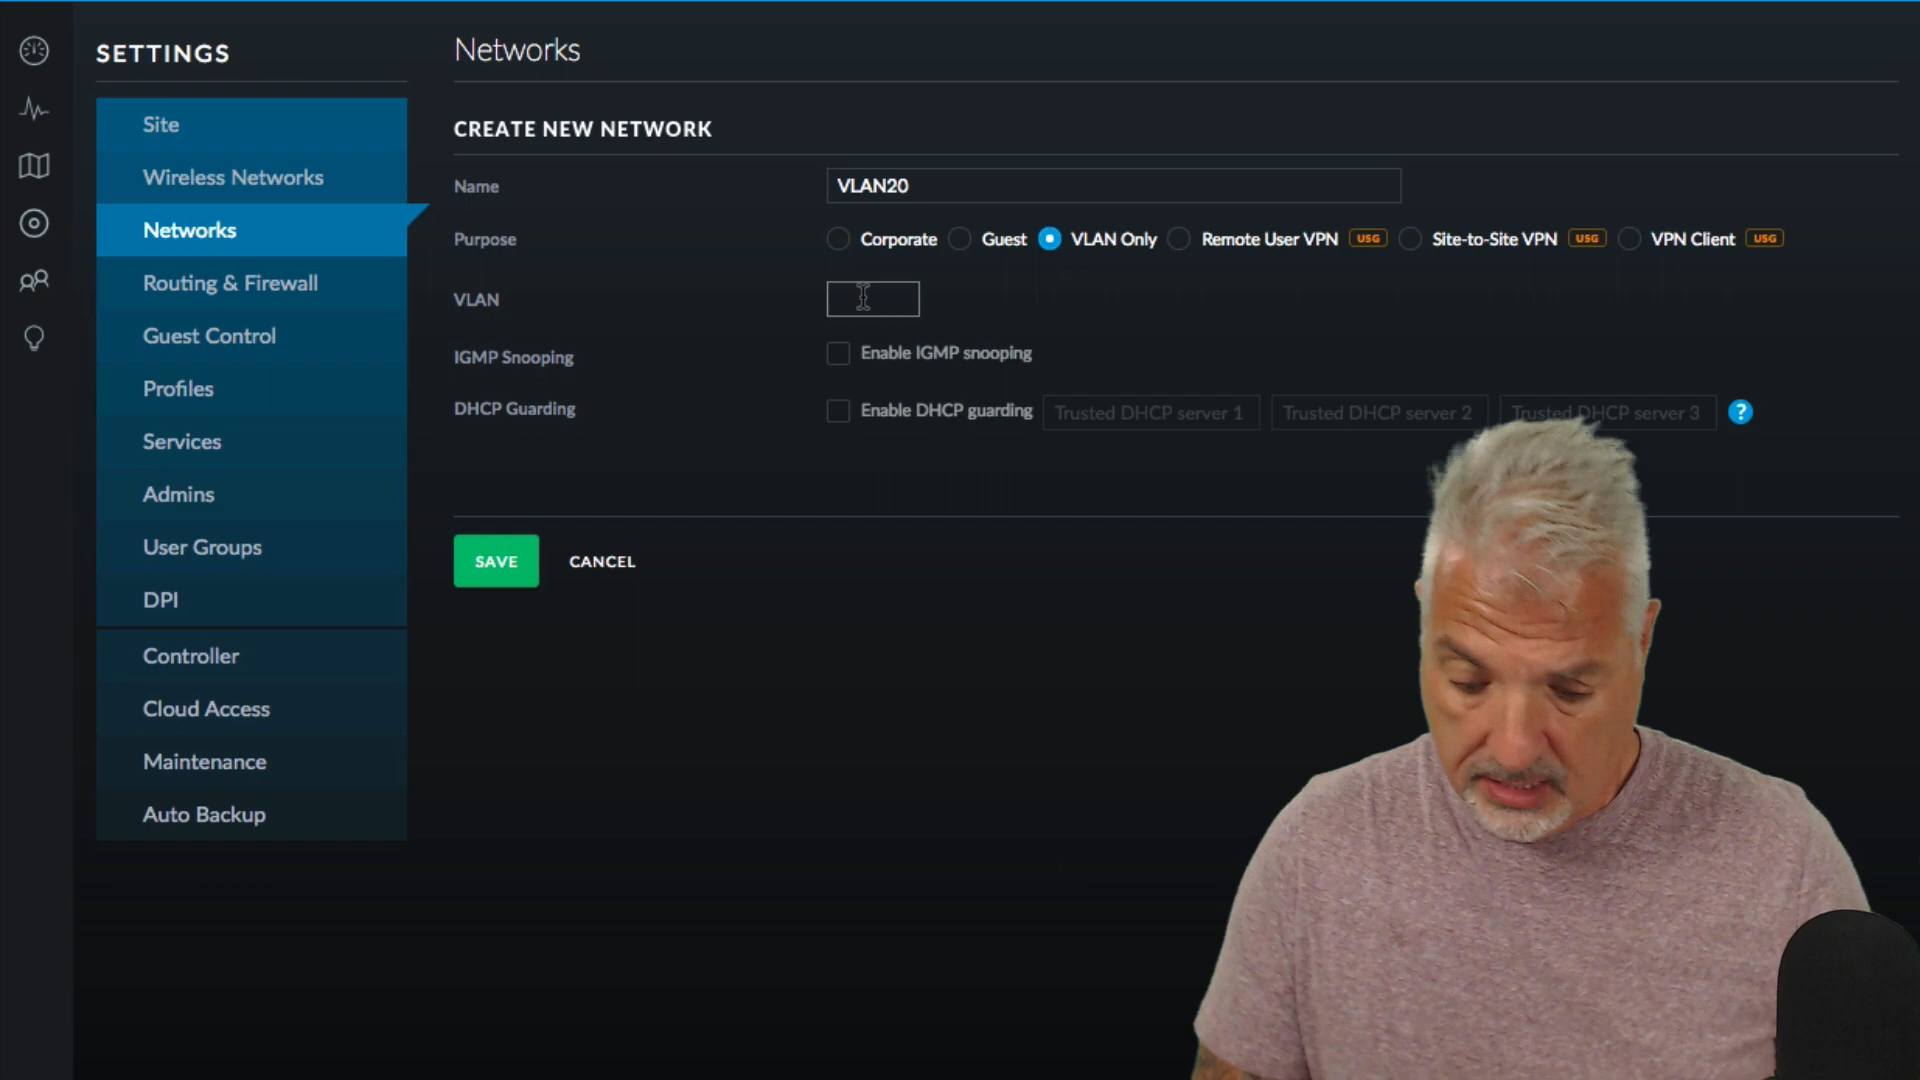 SETTINGS
Site
Wireless Networks
Networks
Routing & Firewall
Guest Control
Profiles
Services
Admins
User Groups
DPI
Controller
Cloud Access
Maintenance
Auto Backup
Networks
CREATE NEW NETWORK
Name VLAN20
Purpose Corporate Guest VLAN Only Remote User VPN USG Site-to-Site VPN USG VPN Client USG
VLAN
IGMP Snooping Enable IGMP snooping
DHCP Guarding Enable DHCP guarding Trusted DHCP server 1 Trusted DHCP server 2 Trusted DHCP server 3 ?
SAVE CANCEL